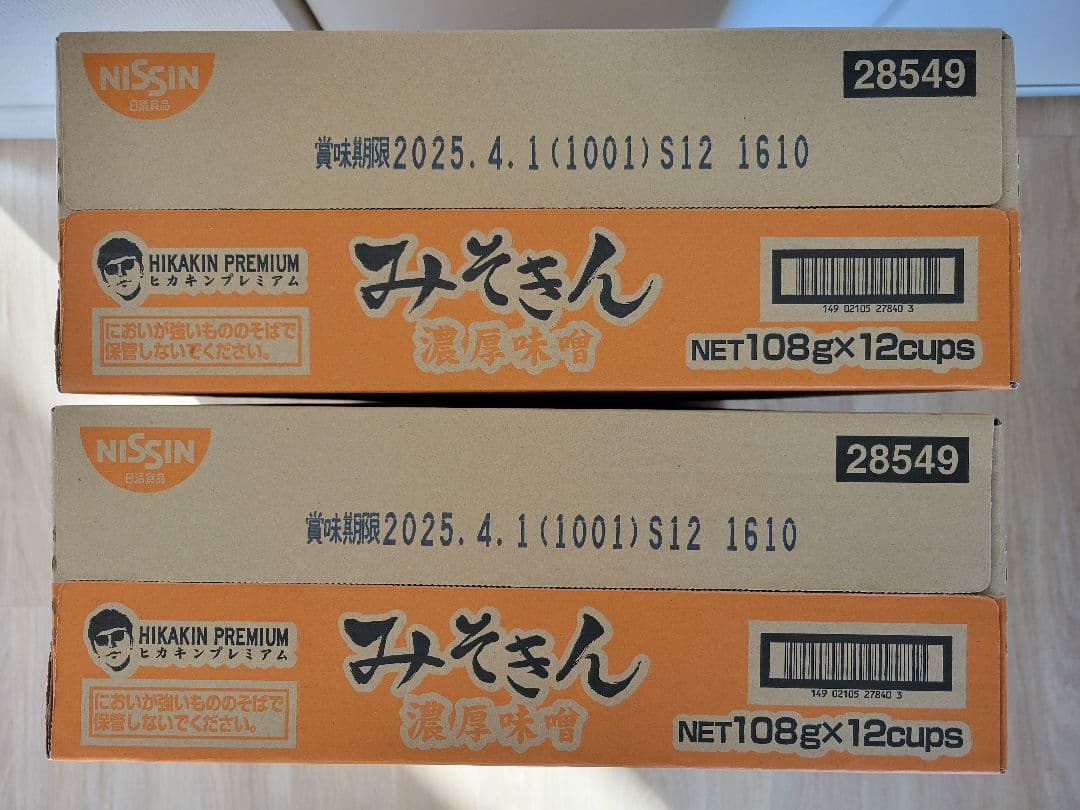 NISSIN
日清食品
28549
賞味期限2025.4.1(1001)S12 1610
HIKAKIN PREMIUM
ヒカキンプレミアム
においが強いもののそばで
保管しないでください。
みそきん
濃厚味噌
149 02105 27840 3
NET108g×12cups
NISSIN
日清食品
28549
賞味期限2025.4.1(1001)S12 1610
HIKAKIN PREMIUM
ヒカキンプレミアム
においが強いもののそばで
保管しないでください。
みそきん
濃厚味噌
149 02105 27840 3
NET108g×12cups